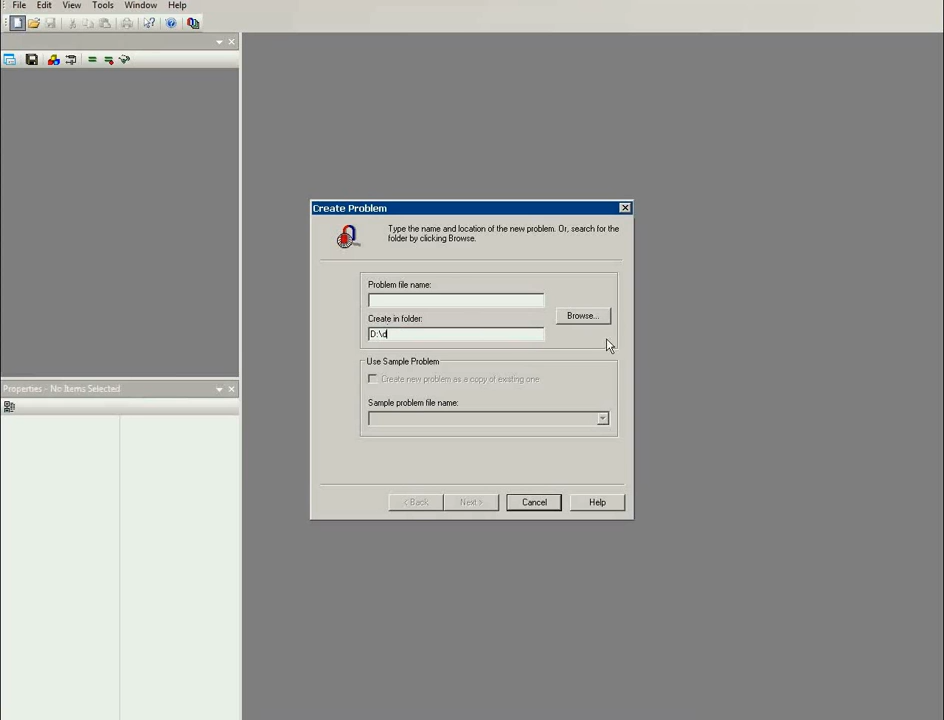 File Edit View Tools Window Help
Create Problem
Type the name and location of the new problem. Or, search for the
folder by clicking Browse.
Problem file name:
Browse...
Create in folder:
D:\d
Use Sample Problem
Create new problem as a copy of existing one
Sample problem file name:
Properties - No Items Selected
< Back Next > Cancel Help